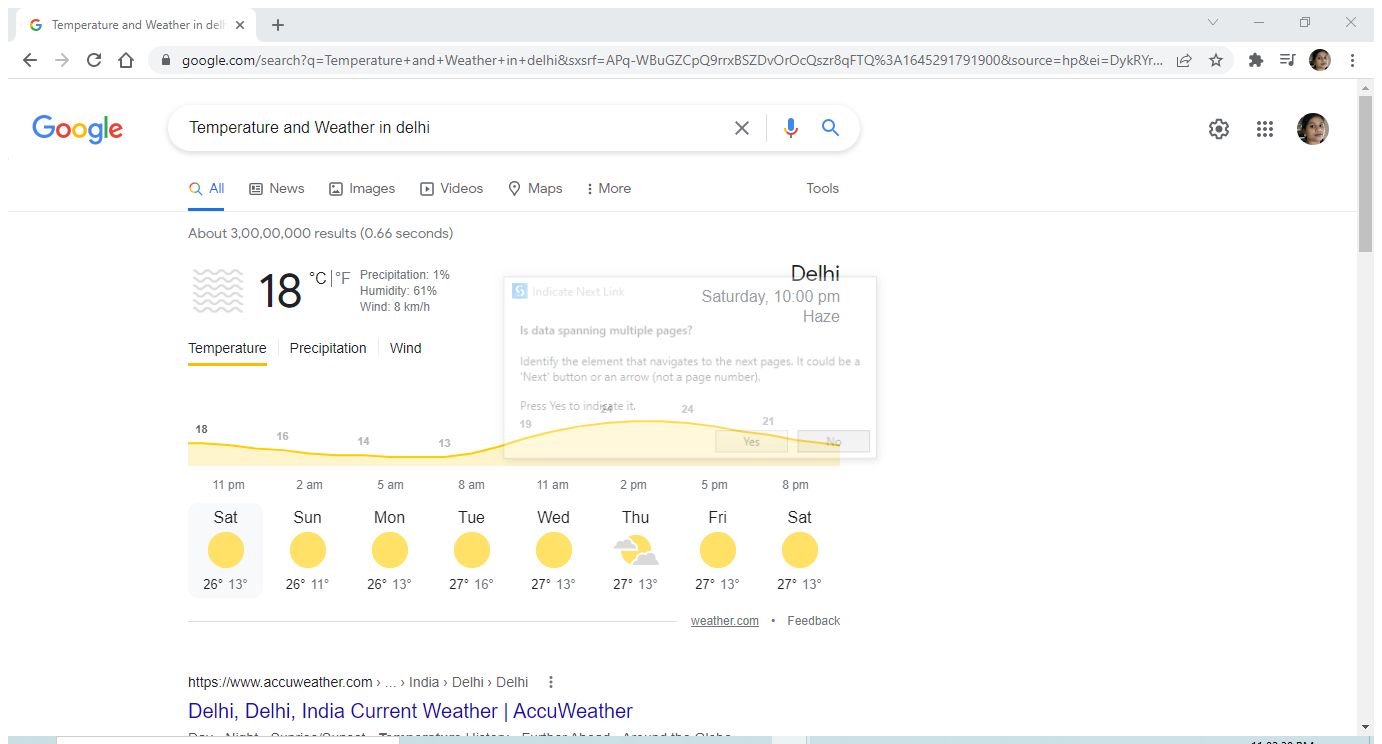 Temperature and Weather in delh
google.com/search?q=Temperature+and+Weather+in+delhi&sxsrf=APq-WBuGZCpQ9rrxBSZDvOrOcQszr8qFTQ%3A1645291791900&source=hp&ei=DykRYr...
Google
Temperature and Weather in delhi
All News Images Videos Maps More Tools
About 3,00,00,000 results (0.66 seconds)
18 °C | °F
Precipitation: 1%
Humidity: 61%
Wind: 8 km/h
Delhi
Saturday, 10:00 pm
Haze
Indicate Next Link
Is data spanning multiple pages?
Identify the element that navigates to the next pages. It could be a
'Next' button or an arrow (not a page number).
Press Yes to indicate it.
Yes No
Temperature Precipitation Wind
18 16 14 13 19 24 24 21
11 pm 2 am 5 am 8 am 11 am 2 pm 5 pm 8 pm
Sat Sun Mon Tue Wed Thu Fri Sat
26° 13° 26° 11° 26° 13° 27° 16° 27° 13° 27° 13° 27° 13° 27° 13°
weather.com • Feedback
https://www.accuweather.com › ... › India › Delhi › Delhi
Delhi, Delhi, India Current Weather | AccuWeather